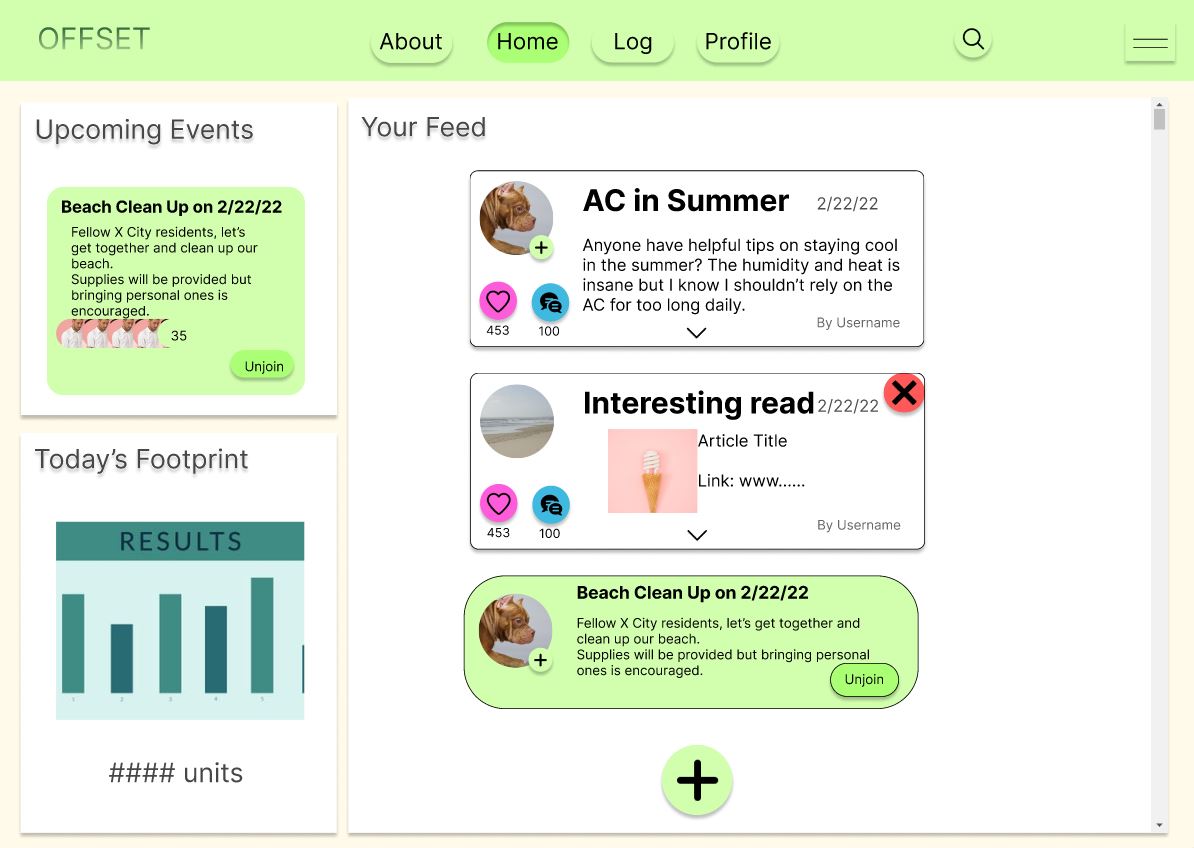 OFFSET
About
Home
Log
Profile
Upcoming Events
Beach Clean Up on 2/22/22
Fellow X City residents, let’s
get together and clean up our
beach.
Supplies will be provided but
bringing personal ones is
encouraged.
35
Unjoin
Today’s Footprint
RESULTS
1 2 3 4 5
#### units
Your Feed
AC in Summer 2/22/22
Anyone have helpful tips on staying cool
in the summer? The humidity and heat is
insane but I know I shouldn’t rely on the
AC for too long daily.
By Username
453 100
Interesting read 2/22/22
Article Title
Link: www......
By Username
453 100
Beach Clean Up on 2/22/22
Fellow X City residents, let’s get together and
clean up our beach.
Supplies will be provided but bringing personal
ones is encouraged.
Unjoin